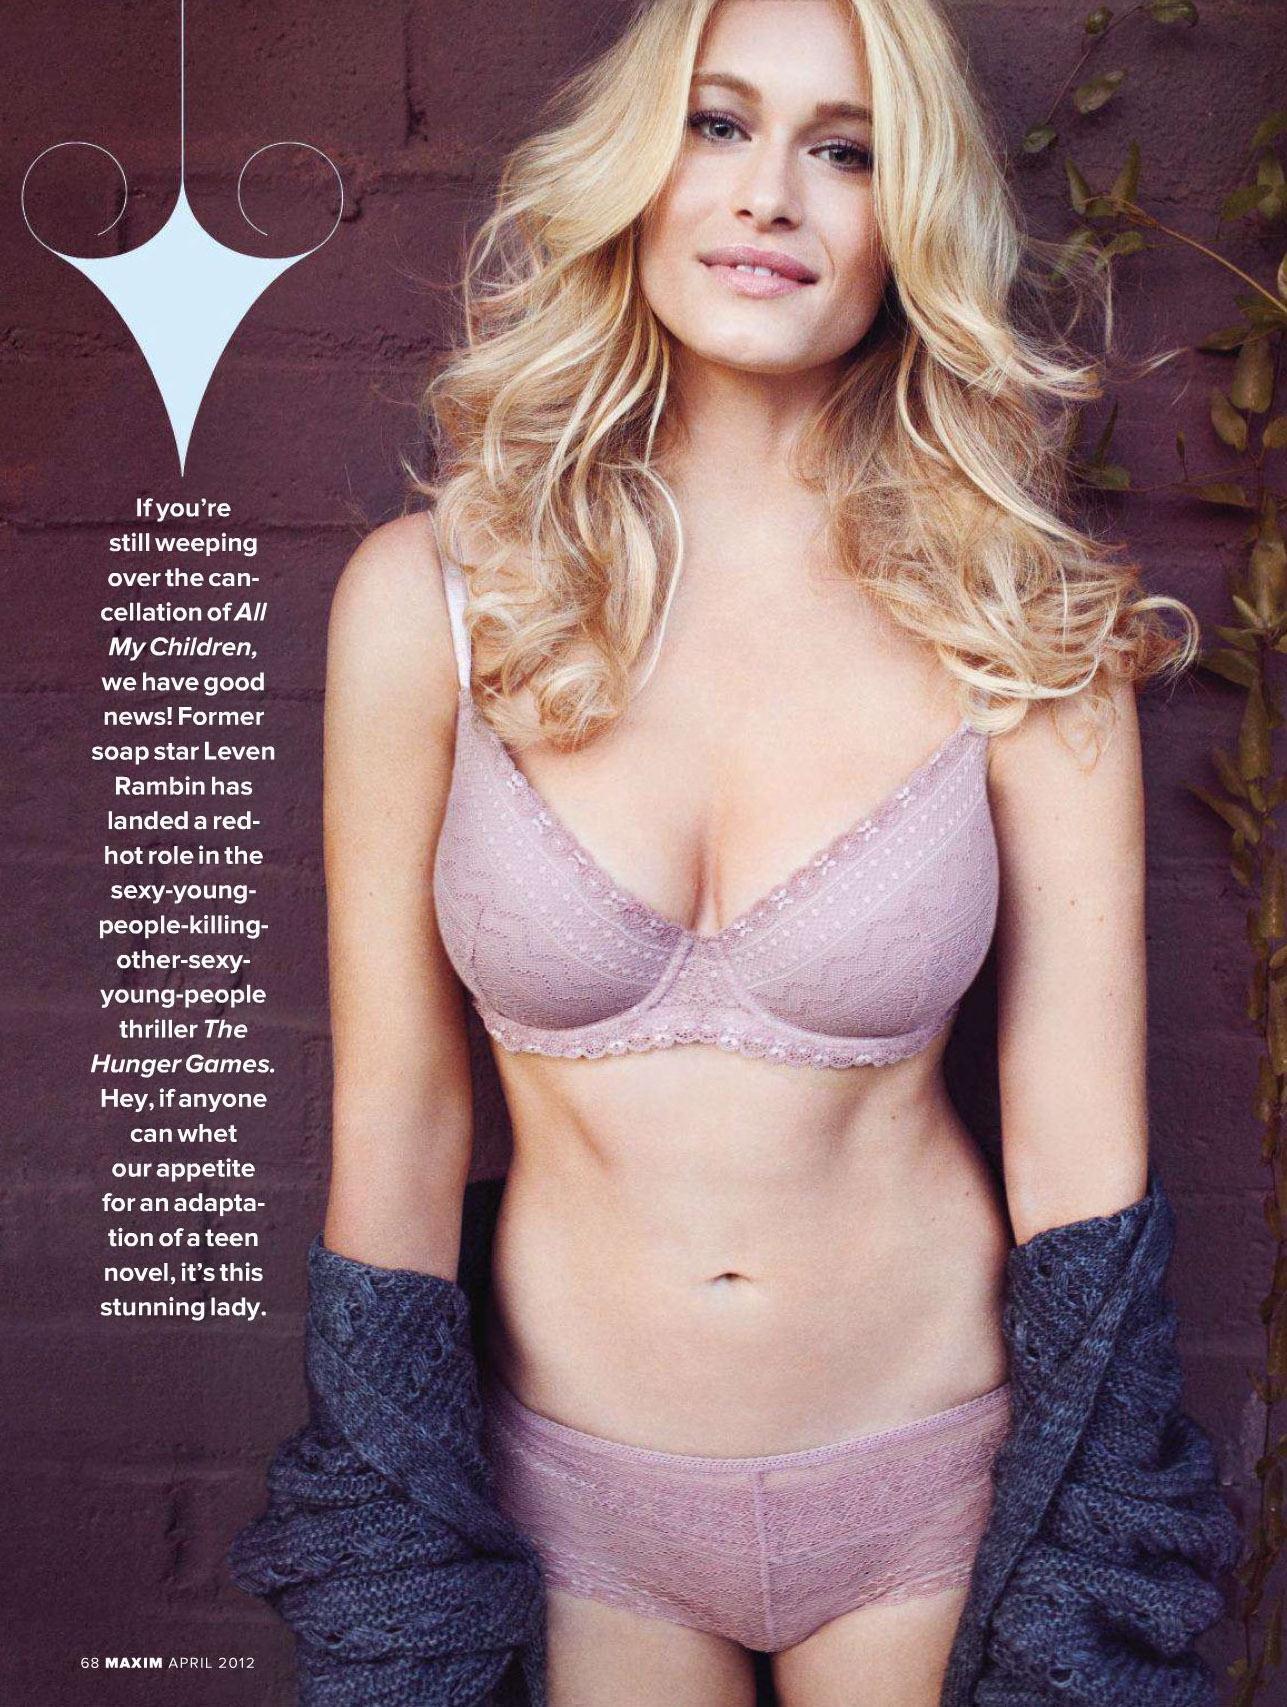 If you're
still weeping
over the can-
cellation of All
My Children,
we have good
news! Former
soap star Leven
Rambin has
landed a red-
hot role in the
sexy-young-
people-killing-
other-sexy-
young-people
thriller The
Hunger Games.
Hey, if anyone
can whet
our appetite
for an adapta-
tion of a teen
novel, it's this
stunning lady.
68 MAXIM APRIL 2012